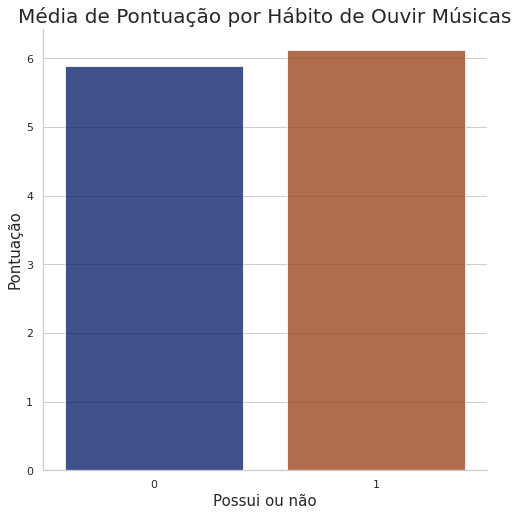 Média de Pontuação por Hábito de Ouvir Músicas
Pontuação
6
5
4
3
2
1
0
0 1
Possui ou não